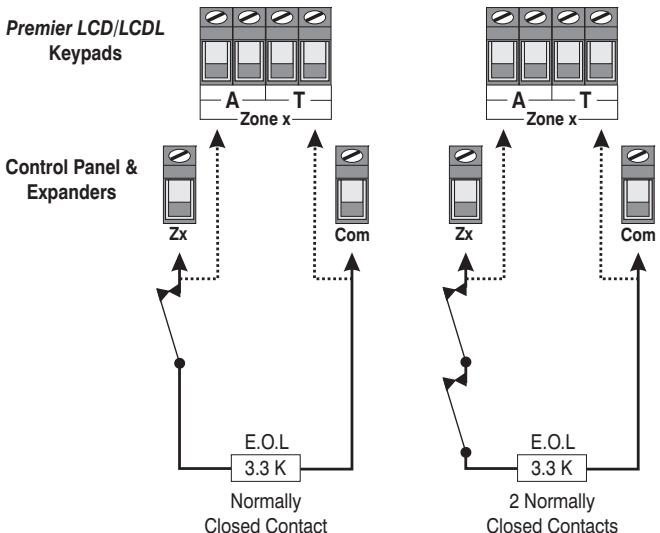 Premier LCD/LCDL
Keypads
A T
Zone x
A T
Zone x
Control Panel &
Expanders
Zx
Com
Zx
Com
E.O.L
3.3 K
Normally
Closed Contact
E.O.L
3.3 K
2 Normally
Closed Contacts